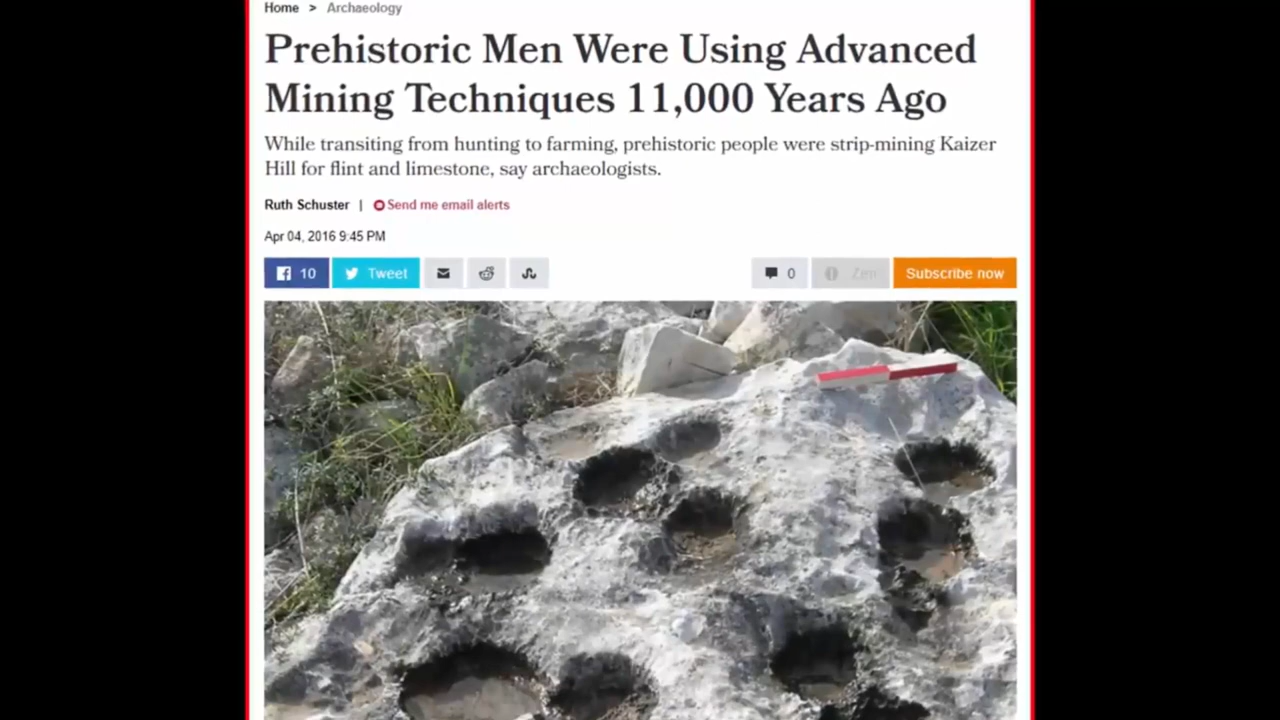 Home > Archaeology
Prehistoric Men Were Using Advanced
Mining Techniques 11,000 Years Ago
While transiting from hunting to farming, prehistoric people were strip-mining Kaizer
Hill for flint and limestone, say archaeologists.
Ruth Schuster | Send me email alerts
Apr 04, 2016 9:45 PM
10 Tweet 0 Zen Subscribe now